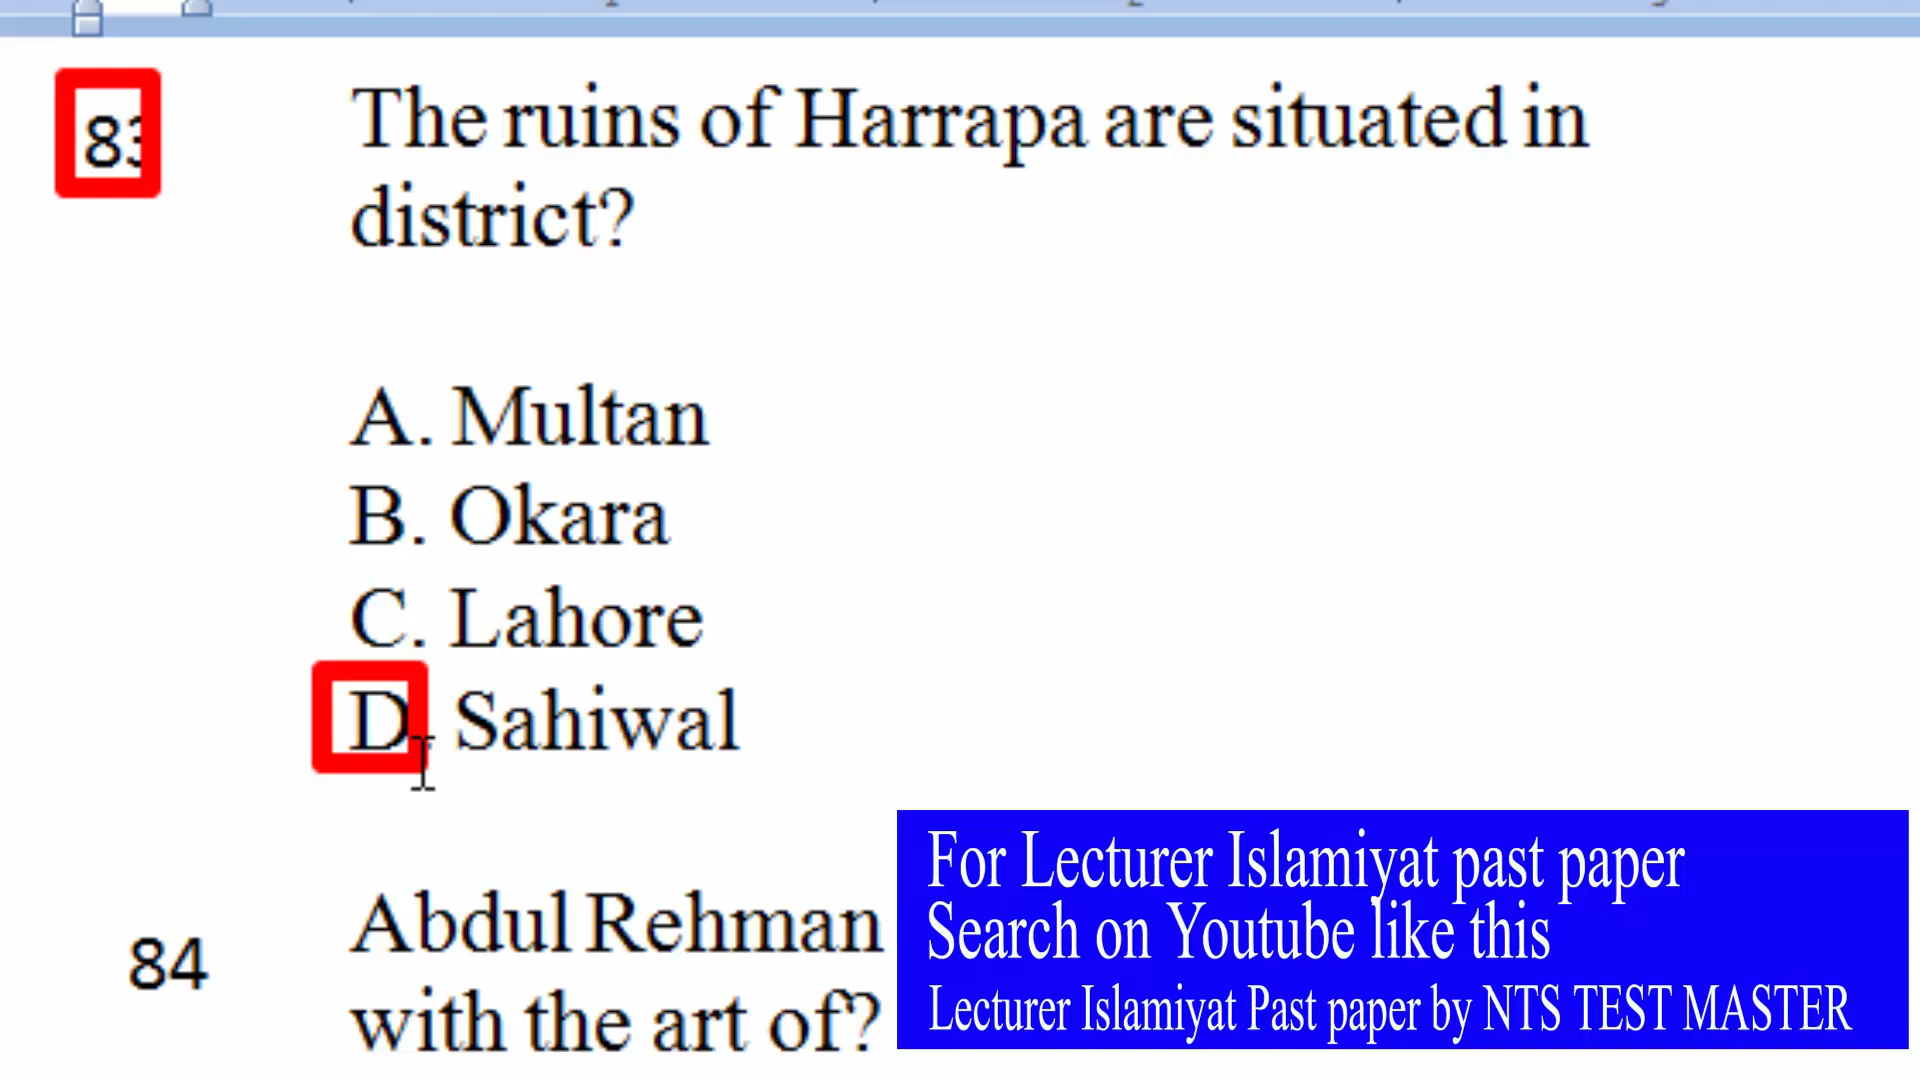 83 The ruins of Harrapa are situated in
district?
A. Multan
B. Okara
C. Lahore
D. Sahiwal
84 Abdul Rehman
with the art of?
For Lecturer Islamiyat past paper
Search on Youtube like this
Lecturer Islamiyat Past paper by NTS TEST MASTER